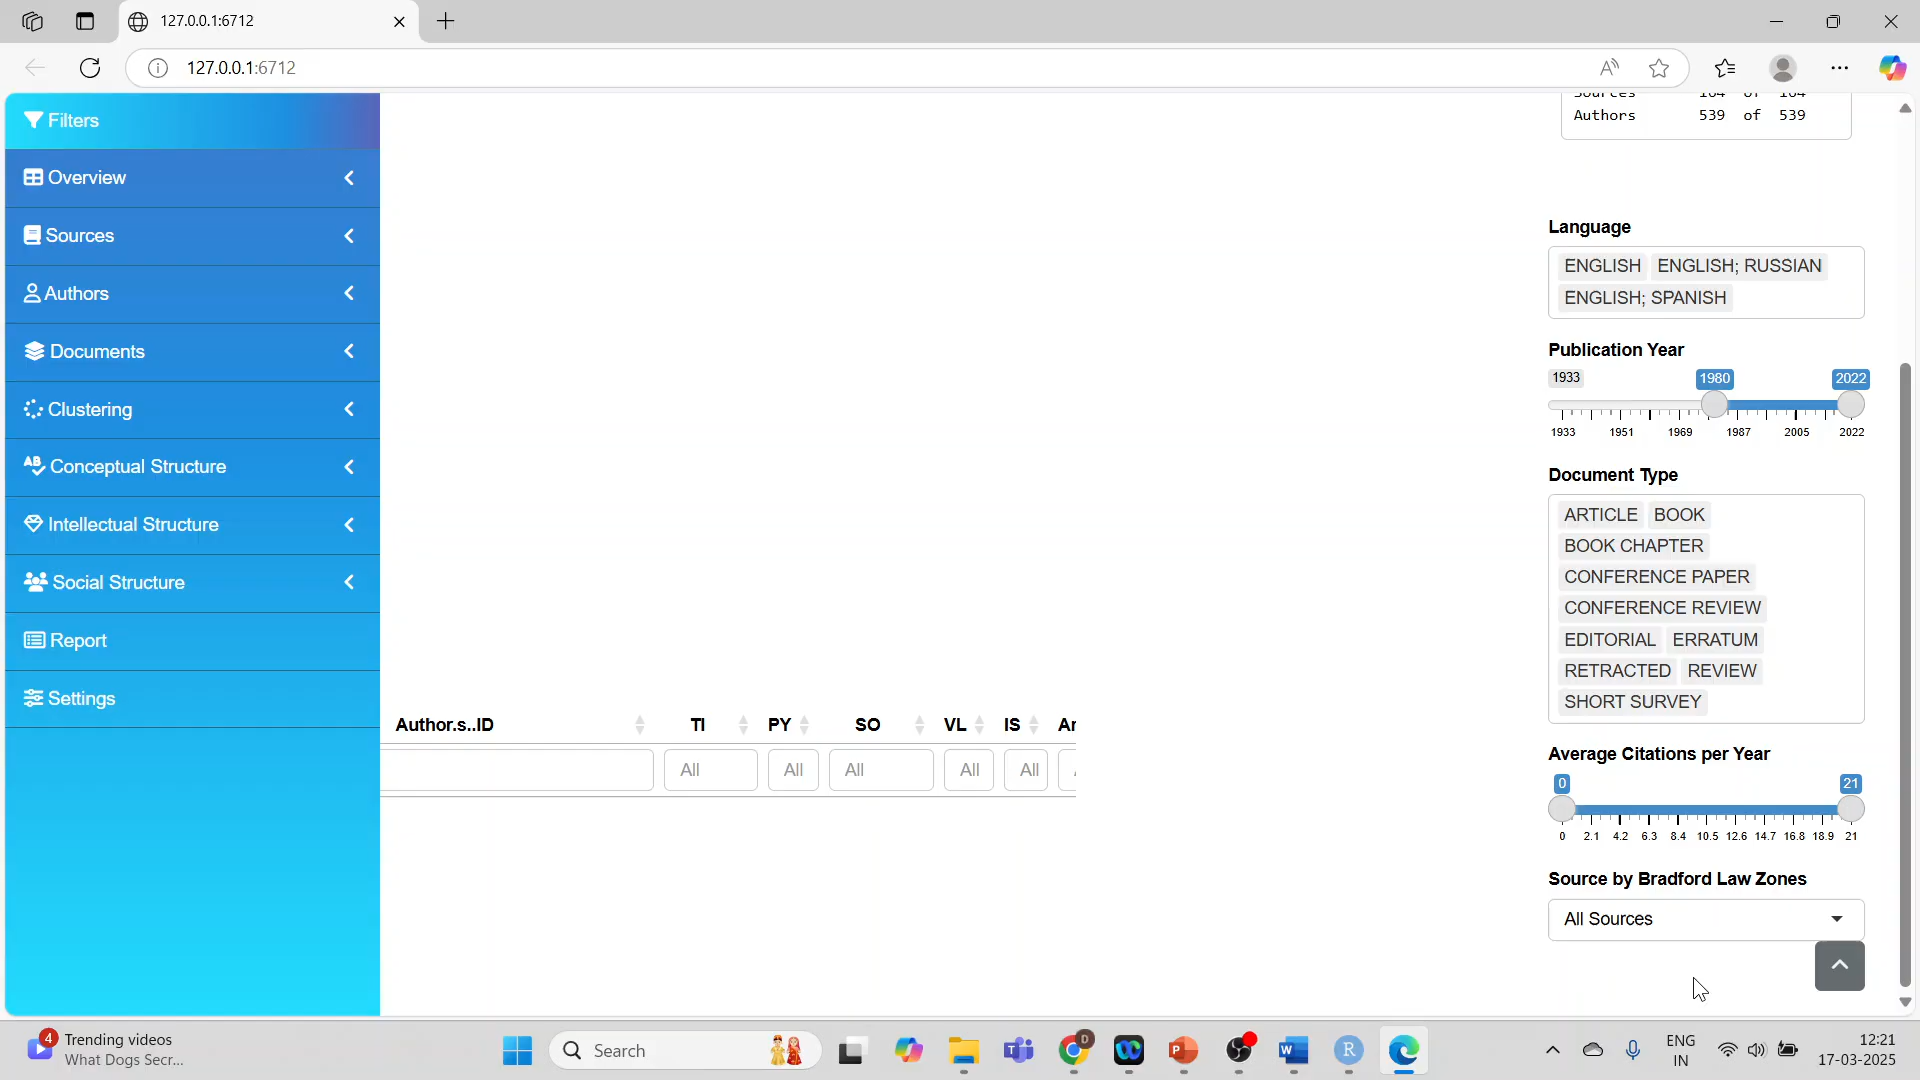 127.0.0.1:6712
127.0.0.1:6712
Filters
Overview
Sources
Authors
Documents
Clustering
Conceptual Structure
Intellectual Structure
Social Structure
Report
Settings
Author.s..ID TI PY SO VL IS
All All All All All
Sources 164 of 164
Authors 539 of 539
Language
ENGLISH ENGLISH; RUSSIAN
ENGLISH; SPANISH
Publication Year
1933 1980 2022
1933 1951 1969 1987 2005 2022
Document Type
ARTICLE BOOK
BOOK CHAPTER
CONFERENCE PAPER
CONFERENCE REVIEW
EDITORIAL ERRATUM
RETRACTED REVIEW
SHORT SURVEY
Average Citations per Year
0 21
0 2.1 4.2 6.3 8.4 10.5 12.6 14.7 16.8 18.9 21
Source by Bradford Law Zones
All Sources
4 Trending videos
What Dogs Secr...
Search
ENG
IN
12:21
17-03-2025